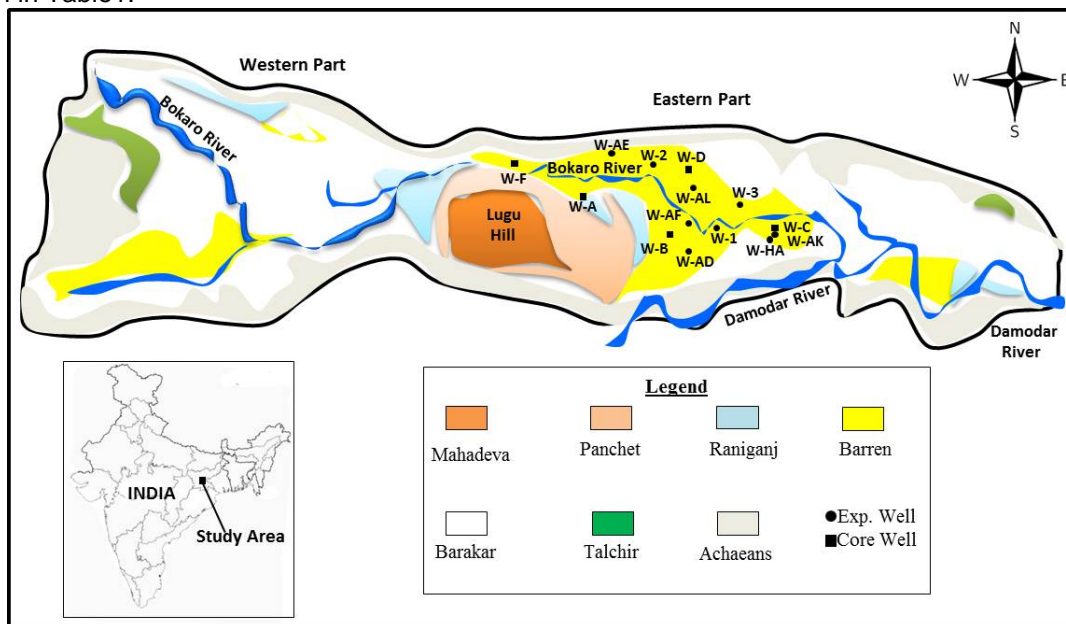 Western Part
Eastern Part
N
W
E
S
Bokaro River
Bokaro River
W-AE
W-2
W-D
W-F
W-A
W-AL
W-3
W-AF
W-B
W-1
W-C
W-AK
W-HA
W-AD
Lugu
Hill
Damodar River
Damodar
River
INDIA
Study Area
Legend
Mahadeva
Panchet
Raniganj
Barren
Barakar
Talchir
Achaeans
Exp. Well
Core Well